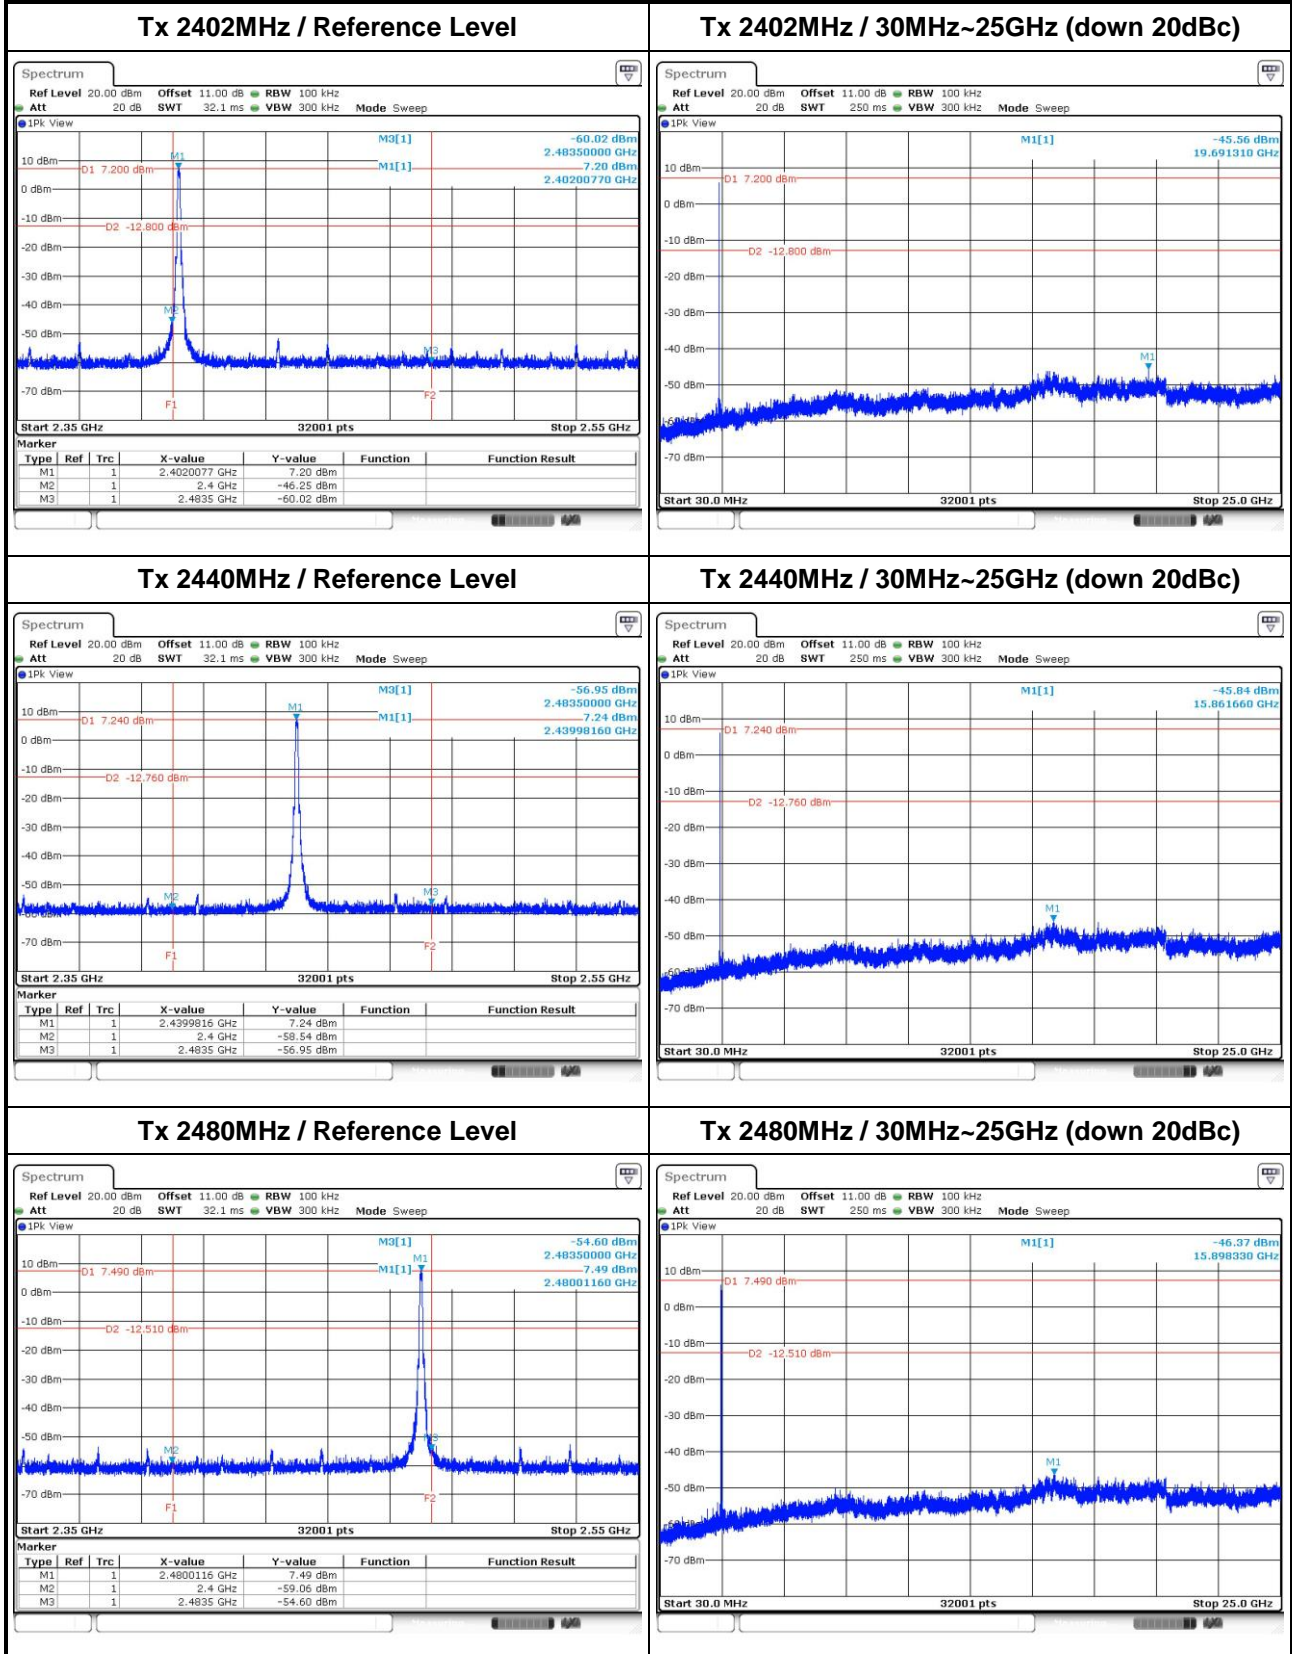 Tx 2402MHz / Reference Level
Spectrum
Ref Level 20.00 dBm Offset 11.00 dB RBW 100 kHz
Att 20 dB SWT 32.1 ms VBW 300 kHz Mode Sweep
1Pk View
M3[1] -60.02 dBm
2.48350000 GHz
M1[1] 7.20 dBm
2.40200770 GHz
M1
10 dBm
D1 7.200 dBm
0 dBm
-10 dBm
D2 -12.800 dBm
-20 dBm
-30 dBm
-40 dBm
M2
-50 dBm
M3
-70 dBm
F1
F2
Start 2.35 GHz 32001 pts Stop 2.55 GHz
Marker
Type Ref Trc X-value Y-value Function Function Result
M1 1 2.4020077 GHz 7.20 dBm
M2 1 2.4 GHz -46.25 dBm
M3 1 2.4835 GHz -60.02 dBm
Tx 2402MHz / 30MHz~25GHz (down 20dBc)
Spectrum
Ref Level 20.00 dBm Offset 11.00 dB RBW 100 kHz
Att 20 dB SWT 250 ms VBW 300 kHz Mode Sweep
1Pk View
M1[1] -45.56 dBm
19.691310 GHz
10 dBm
D1 7.200 dBm
0 dBm
-10 dBm
D2 -12.800 dBm
-20 dBm
-30 dBm
-40 dBm
M1
-50 dBm
-70 dBm
Start 30.0 MHz 32001 pts Stop 25.0 GHz
Tx 2440MHz / Reference Level
Spectrum
Ref Level 20.00 dBm Offset 11.00 dB RBW 100 kHz
Att 20 dB SWT 32.1 ms VBW 300 kHz Mode Sweep
1Pk View
M3[1] -56.95 dBm
2.48350000 GHz
M1[1] 7.24 dBm
2.43998160 GHz
M1
10 dBm
D1 7.240 dBm
0 dBm
-10 dBm
D2 -12.760 dBm
-20 dBm
-30 dBm
-40 dBm
-50 dBm
M2
M3
-70 dBm
F1
F2
Start 2.35 GHz 32001 pts Stop 2.55 GHz
Marker
Type Ref Trc X-value Y-value Function Function Result
M1 1 2.4399816 GHz 7.24 dBm
M2 1 2.4 GHz -58.54 dBm
M3 1 2.4835 GHz -56.95 dBm
Tx 2440MHz / 30MHz~25GHz (down 20dBc)
Spectrum
Ref Level 20.00 dBm Offset 11.00 dB RBW 100 kHz
Att 20 dB SWT 250 ms VBW 300 kHz Mode Sweep
1Pk View
M1[1] -45.84 dBm
15.861660 GHz
10 dBm
D1 7.240 dBm
0 dBm
-10 dBm
D2 -12.760 dBm
-20 dBm
-30 dBm
-40 dBm
M1
-50 dBm
-70 dBm
Start 30.0 MHz 32001 pts Stop 25.0 GHz
Tx 2480MHz / Reference Level
Spectrum
Ref Level 20.00 dBm Offset 11.00 dB RBW 100 kHz
Att 20 dB SWT 32.1 ms VBW 300 kHz Mode Sweep
1Pk View
M3[1] -54.60 dBm
2.48350000 GHz
M1[1] 7.49 dBm
2.48001160 GHz
M1
10 dBm
D1 7.490 dBm
0 dBm
-10 dBm
D2 -12.510 dBm
-20 dBm
-30 dBm
-40 dBm
-50 dBm
M2
M3
-70 dBm
F1
F2
Start 2.35 GHz 32001 pts Stop 2.55 GHz
Marker
Type Ref Trc X-value Y-value Function Function Result
M1 1 2.4800116 GHz 7.49 dBm
M2 1 2.4 GHz -59.06 dBm
M3 1 2.4835 GHz -54.60 dBm
Tx 2480MHz / 30MHz~25GHz (down 20dBc)
Spectrum
Ref Level 20.00 dBm Offset 11.00 dB RBW 100 kHz
Att 20 dB SWT 250 ms VBW 300 kHz Mode Sweep
1Pk View
M1[1] -46.37 dBm
15.898330 GHz
10 dBm
D1 7.490 dBm
0 dBm
-10 dBm
D2 -12.510 dBm
-20 dBm
-30 dBm
-40 dBm
M1
-50 dBm
-70 dBm
Start 30.0 MHz 32001 pts Stop 25.0 GHz